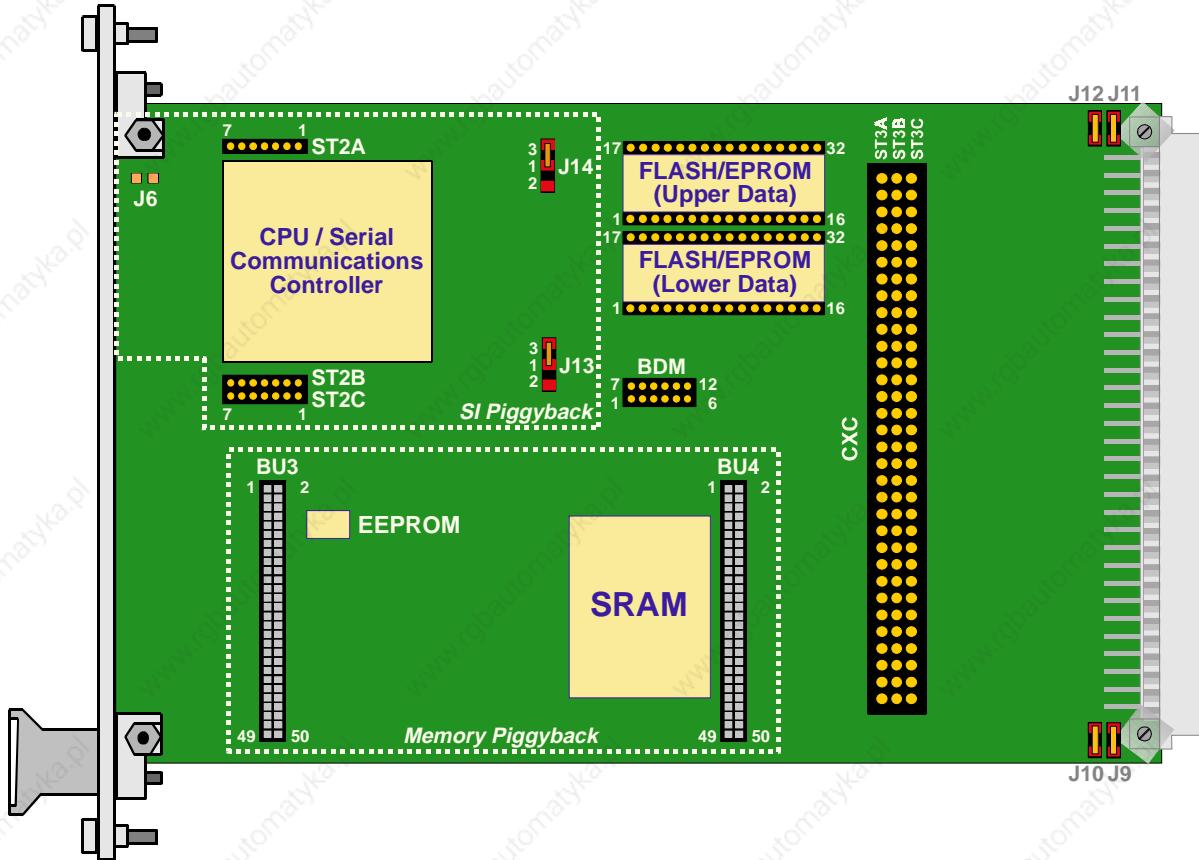 J12 J11
ST3A
ST3B
ST3C
7 1
ST2A
3
1
2
J14
17 32
FLASH/EPROM
(Upper Data)
1 16
17 32
FLASH/EPROM
(Lower Data)
1 16
J6
CPU / Serial
Communications
Controller
3
1
2
J13
BDM
7 12
1 6
ST2B
ST2C
7 1
SI Piggyback
CXC
BU3
1 2
BU4
1 2
EEPROM
SRAM
49 50
Memory Piggyback
49 50
J10 J9
www.rgbautomatyka.pl